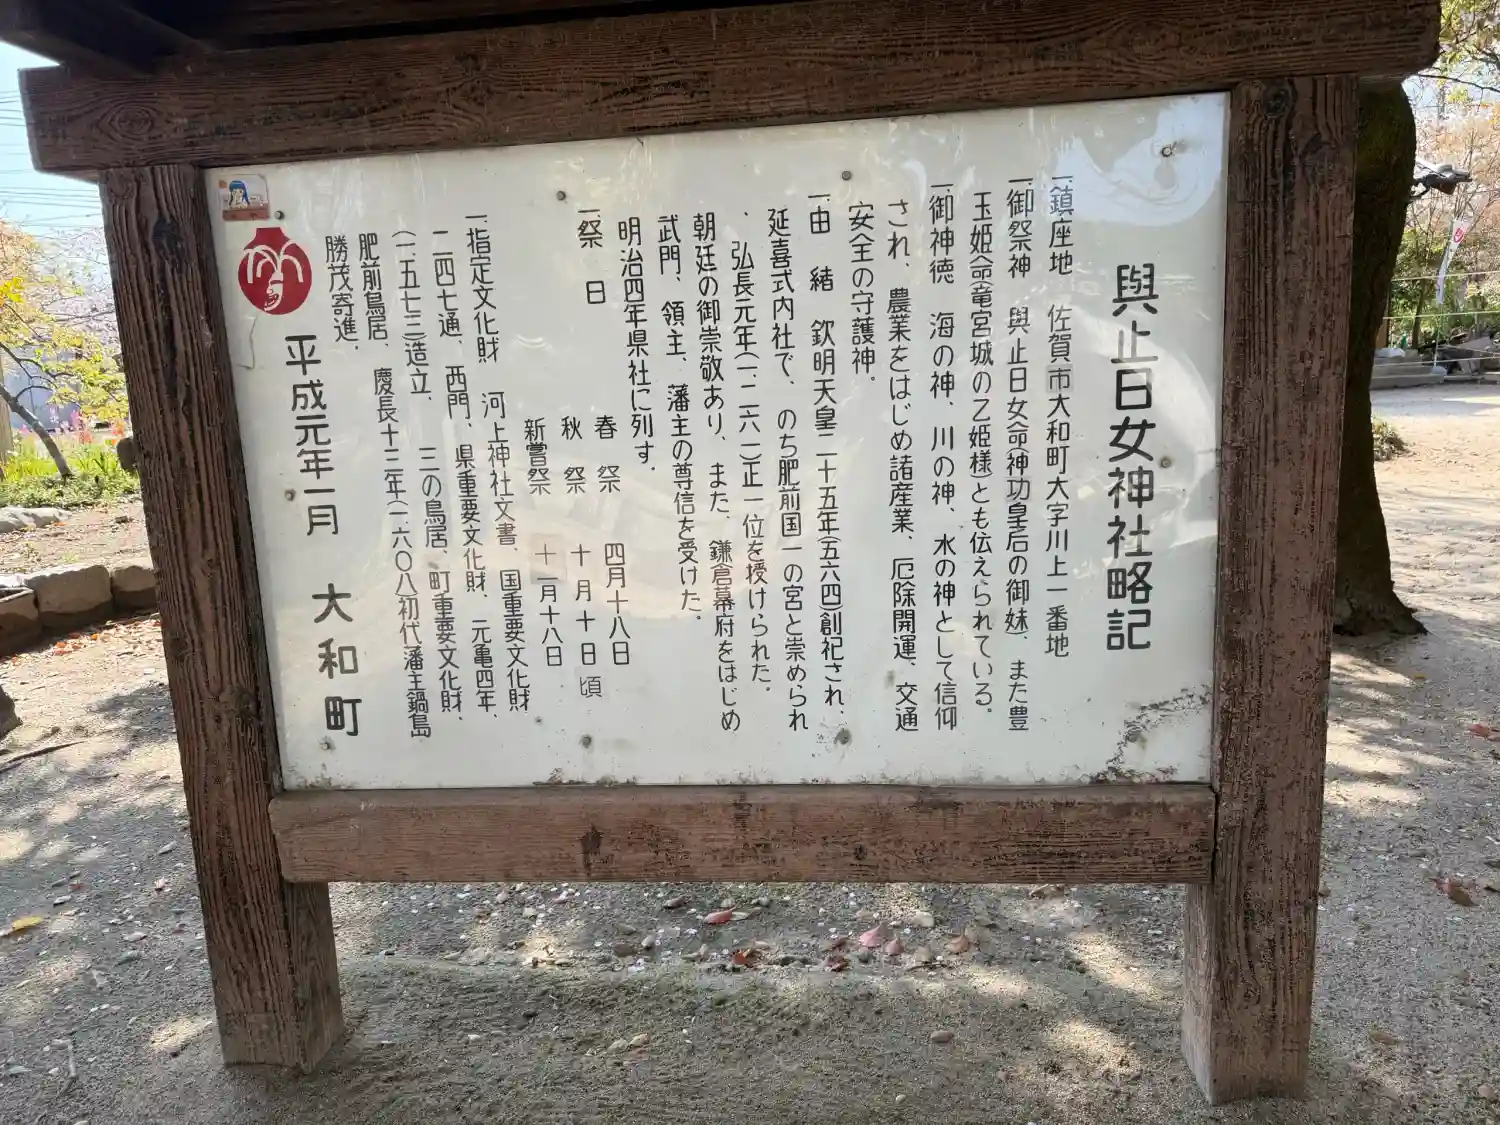 與止日女神社略記
一、鎮座地 佐賀市大和町大字川上一番地
一、御祭神 與止日女命(神功皇后の御妹)、また豊
玉姫命(竜宮城の乙姫様)とも伝えられている。
一、御神徳 海の神、川の神、水の神として信仰
され、農業をはじめ諸産業、厄除開運、交通
安全の守護神。
一、由緒 欽明天皇二十五年(五六四)創祀され、
延喜式内社で、のち肥前国一の宮と崇められ
、弘長元年(一二六一)正一位を授けられた。
朝廷の御崇敬あり、また、鎌倉幕府をはじめ
武門、領主、藩主の尊信を受けた。
明治四年県社に列す。
一、祭日 春祭 四月十八日
秋祭 十月十日頃
新嘗祭 十一月十八日
一、指定文化財 河上神社文書、国重要文化財
二四七通、西門、県重要文化財、元亀四年、
(一五七三)造立、三の鳥居、町重要文化財、
肥前鳥居、慶長十三年(一六〇八)初代藩主鍋島
勝茂寄進、
平成元年一月 大和町